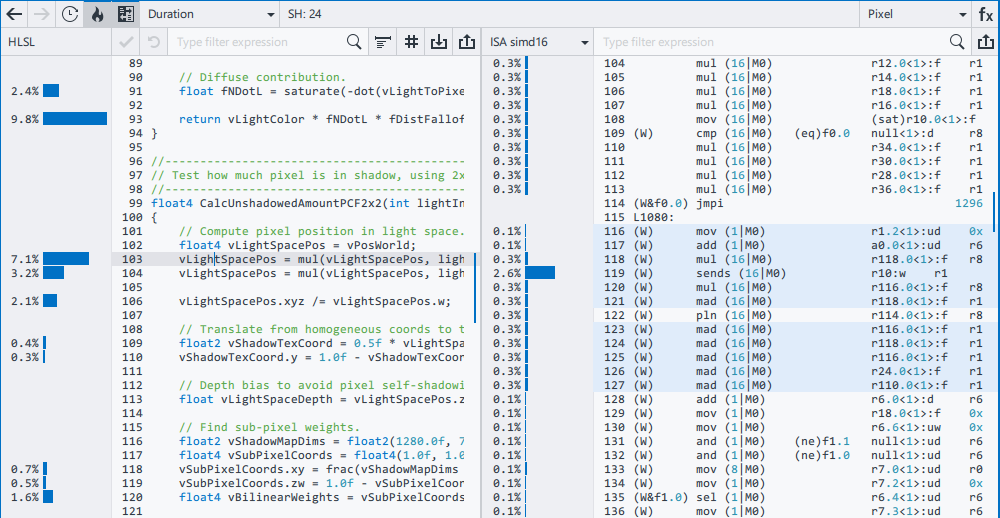 Duration SH: 24 Pixel fx
HLSL Type filter expression ISA simd16 Type filter expression
89
90 // Diffuse contribution.
2.4% 91 float fNDotL = saturate(-dot(vLightToPixe
92
9.8% 93 return vLightColor * fNDotL * fDistFallof
94 }
95
96 //----------------------------------------------
97 // Test how much pixel is in shadow, using 2x
98 //----------------------------------------------
99 float4 CalcUnshadowedAmountPCF2x2(int lightIn
100 {
101 // Compute pixel position in light space.
102 float4 vLightSpacePos = vPosWorld;
7.1% 103 vLightSpacePos = mul(vLightSpacePos, ligh
3.2% 104 vLightSpacePos = mul(vLightSpacePos, ligh
2.1% 106 vLightSpacePos.xyz /= vLightSpacePos.w;
107
108 // Translate from homogeneous coords to t
0.4% 109 float2 vShadowTexCoord = 0.5f * vLightSpa
0.3% 110 vShadowTexCoord.y = 1.0f - vShadowTexCoor
111
112 // Depth bias to avoid pixel self-shadowi
113 float vLightSpaceDepth = vLightSpacePos.z
114
115 // Find sub-pixel weights.
116 float2 vShadowMapDims = float2(1280.0f, 7
117 float4 vSubPixelCoords = float4(1.0f, 1.0
0.7% 118 vSubPixelCoords.xy = frac(vShadowMapDims
0.5% 119 vSubPixelCoords.zw = 1.0f - vSubPixelCoor
1.6% 120 float4 vBilinearWeights = vSubPixelCoords
121
0.3% 104 mul (16|M0) r12.0<1>:f r1
0.3% 105 mul (16|M0) r14.0<1>:f r1
0.3% 106 mul (16|M0) r18.0<1>:f r1
0.3% 107 mul (16|M0) r16.0<1>:f r1
0.3% 108 mov (16|M0) (sat)r10.0<1>:f
0.3% 109 (W) cmp (16|M0) (eq)f0.0 null<1>:d r8
0.3% 110 mul (16|M0) r34.0<1>:f r1
0.3% 111 mul (16|M0) r30.0<1>:f r1
0.3% 112 mul (16|M0) r28.0<1>:f r1
0.3% 113 mul (16|M0) r36.0<1>:f r1
114 (W&f0.0) jmpi 1296
115 L1080:
0.1% 116 (W) mov (1|M0) r1.2<1>:ud 0x
0.1% 117 (W) add (1|M0) a0.0<1>:ud r6
0.3% 118 (W) mul (16|M0) r118.0<1>:f r8
2.6% 119 (W) sends (16|M0) r10:w r1
0.3% 120 (W) mul (16|M0) r116.0<1>:f r8
0.3% 121 (W) mad (16|M0) r118.0<1>:f r1
0.3% 122 (W) pln (16|M0) r114.0<1>:f r8
0.3% 123 (W) mad (16|M0) r116.0<1>:f r1
0.3% 124 (W) mad (16|M0) r118.0<1>:f r1
0.3% 125 (W) mad (16|M0) r116.0<1>:f r1
0.3% 126 (W) mad (16|M0) r24.0<1>:f r1
0.3% 127 (W) mad (16|M0) r110.0<1>:f r1
0.1% 128 (W) add (1|M0) r6.0<1>:d r6
0.1% 129 (W) mov (1|M0) r18.0<1>:f 0x
0.1% 130 (W) mov (1|M0) r6.6<1>:uw 0x
0.1% 131 (W) and (1|M0) (ne)f1.1 null<1>:ud r6
0.1% 132 (W) and (1|M0) (ne)f1.0 null<1>:ud r6
0.1% 133 (W) mov (8|M0) r7.0<1>:ud r0
0.1% 134 (W) mov (1|M0) r7.2<1>:ud 0x
0.1% 135 (W&f1.0) sel (1|M0) r6.4<1>:ud r6
0.1% 136 (W) mov (1|M0) r7.3<1>:ud r6